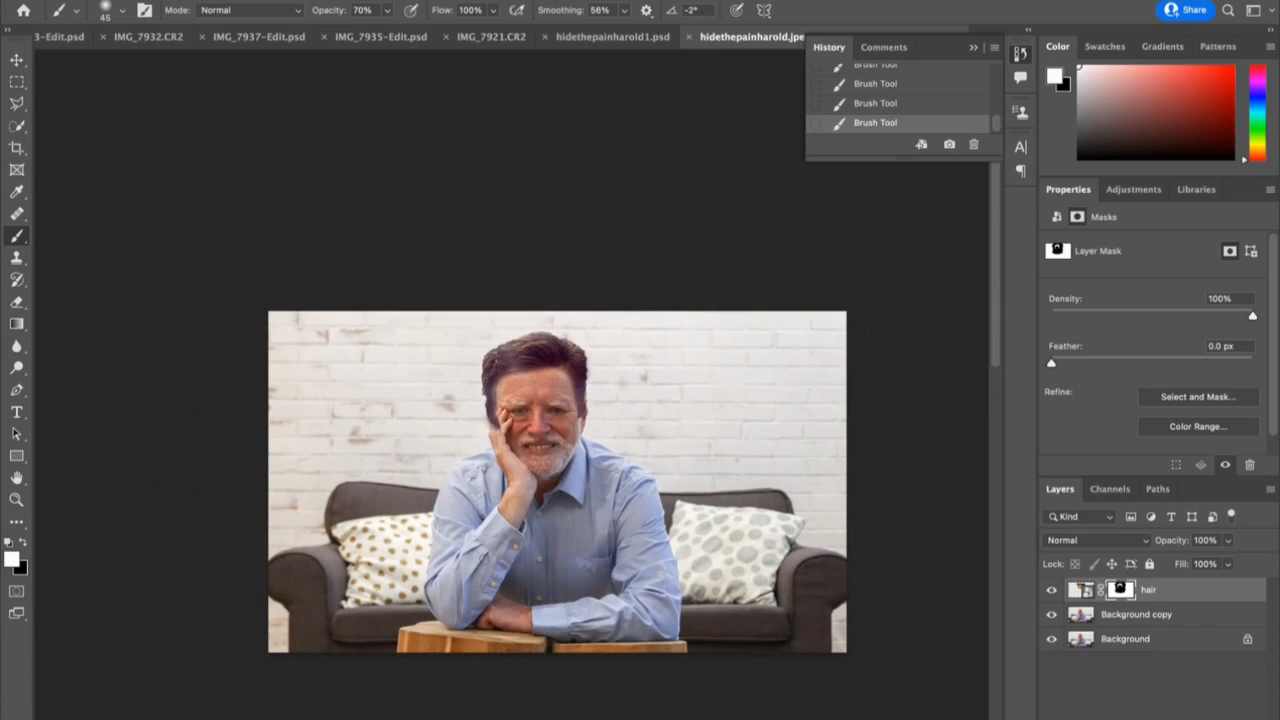 45 Mode: Normal Opacity: 70% Flow: 100% Smoothing: 56% -2° Share
3-Edit.psd × IMG_7932.CR2 × IMG_7937-Edit.psd × IMG_7935-Edit.psd × IMG_7921.CR2 × hidethepainharold1.psd × hidethepainharold.jpe
History Comments
Brush Tool
Brush Tool
Brush Tool
Brush Tool
Color Swatches Gradients Patterns
Properties Adjustments Libraries
Masks
Layer Mask
Density: 100%
Feather: 0.0 px
Refine: Select and Mask...
Color Range...
Layers Channels Paths
Kind
Normal Opacity: 100%
Lock: Fill: 100%
hair
Background copy
Background